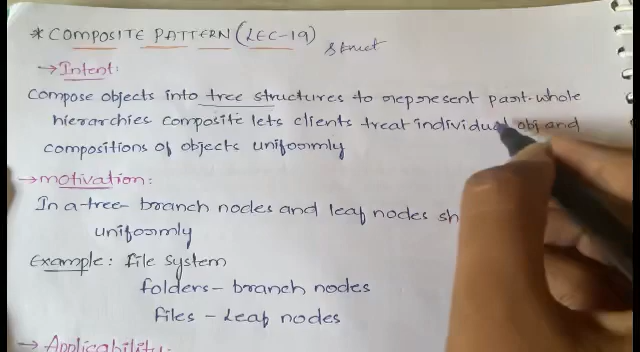 * COMPOSITE PATTERN (LEC-19)
struct
→ Intent:
Compose objects into tree structures to represent part-whole
hierarchies composite lets clients treat individual obj and
compositions of objects uniformly
→ motivation:
In a tree- branch nodes and leaf nodes sh
uniformly
Example: file system
folders - branch nodes
files - Leaf nodes
→ Applicability: